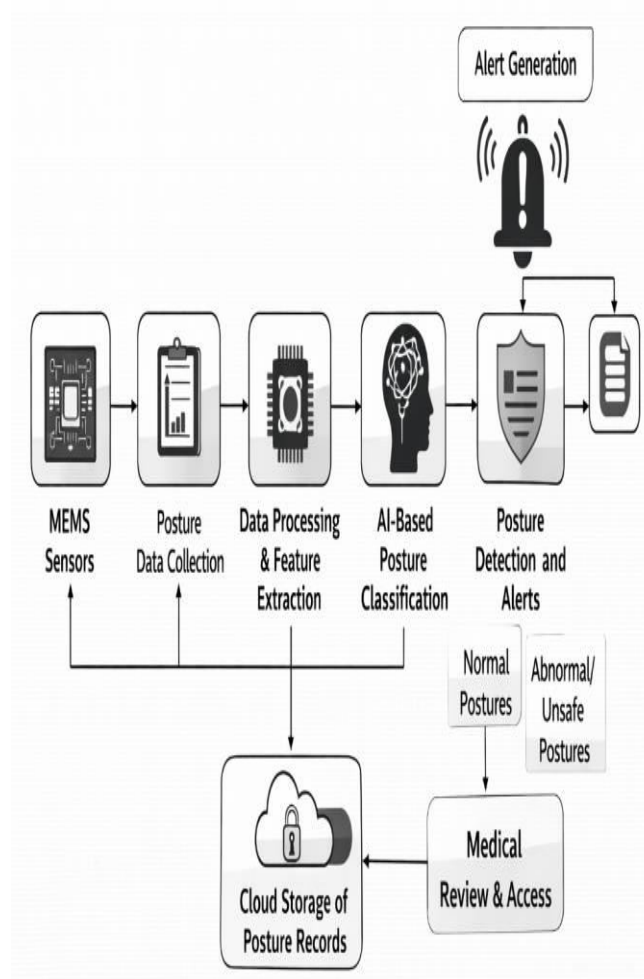 Alert Generation
MEMS
Sensors
Posture
Data Collection
Data Processing
& Feature
Extraction
AI-Based
Posture
Classification
Posture
Detection and
Alerts
Normal
Postures
Abnormal/
Unsafe
Postures
Cloud Storage of
Posture Records
Medical
Review & Access